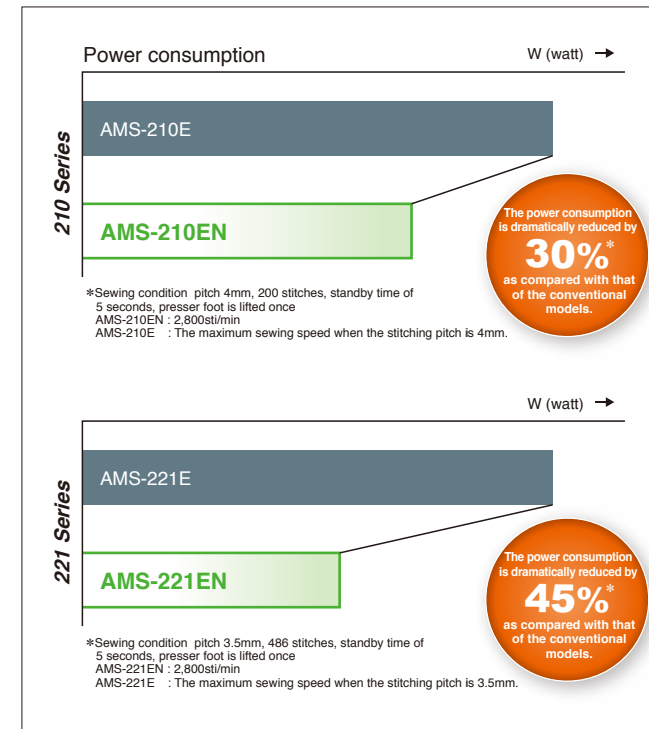 Power consumption
W (watt) →
210 Series
AMS-210E
AMS-210EN
The power consumption
is dramatically reduced by
30%*
as compared with that
of the conventional
models.
*Sewing condition pitch 4mm, 200 stitches, standby time of
5 seconds, presser foot is lifted once
AMS-210EN : 2,800sti/min
AMS-210E : The maximum sewing speed when the stitching pitch is 4mm.
W (watt) →
221 Series
AMS-221E
AMS-221EN
The power consumption
is dramatically reduced by
45%*
as compared with that
of the conventional
models.
*Sewing condition pitch 3.5mm, 486 stitches, standby time of
5 seconds, presser foot is lifted once
AMS-221EN : 2,800sti/min
AMS-221E : The maximum sewing speed when the stitching pitch is 3.5mm.